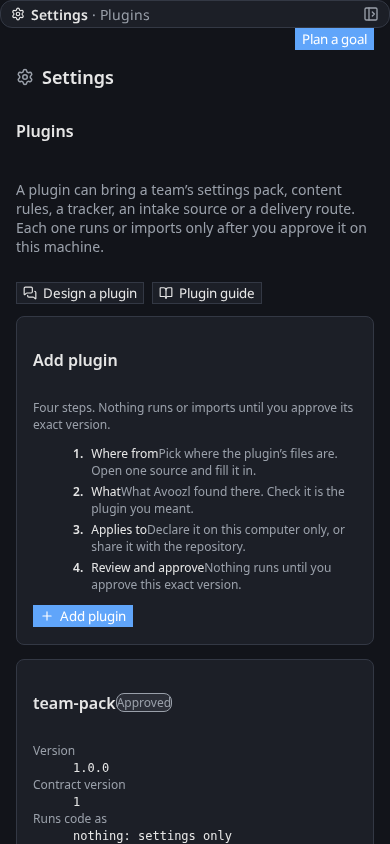 Settings · Plugins
Plan a goal
Settings
Plugins
A plugin can bring a team’s settings pack, content
rules, a tracker, an intake source or a delivery route.
Each one runs or imports only after you approve it on
this machine.
Design a plugin
Plugin guide
Add plugin
Four steps. Nothing runs or imports until you approve its
exact version.
1. Where fromPick where the plugin’s files are.
Open one source and fill it in.
2. WhatWhat Avoozl found there. Check it is the
plugin you meant.
3. Applies toDeclare it on this computer only, or
share it with the repository.
4. Review and approveNothing runs until you
approve this exact version.
Add plugin
team-packApproved
Version
1.0.0
Contract version
1
Runs code as
nothing: settings only